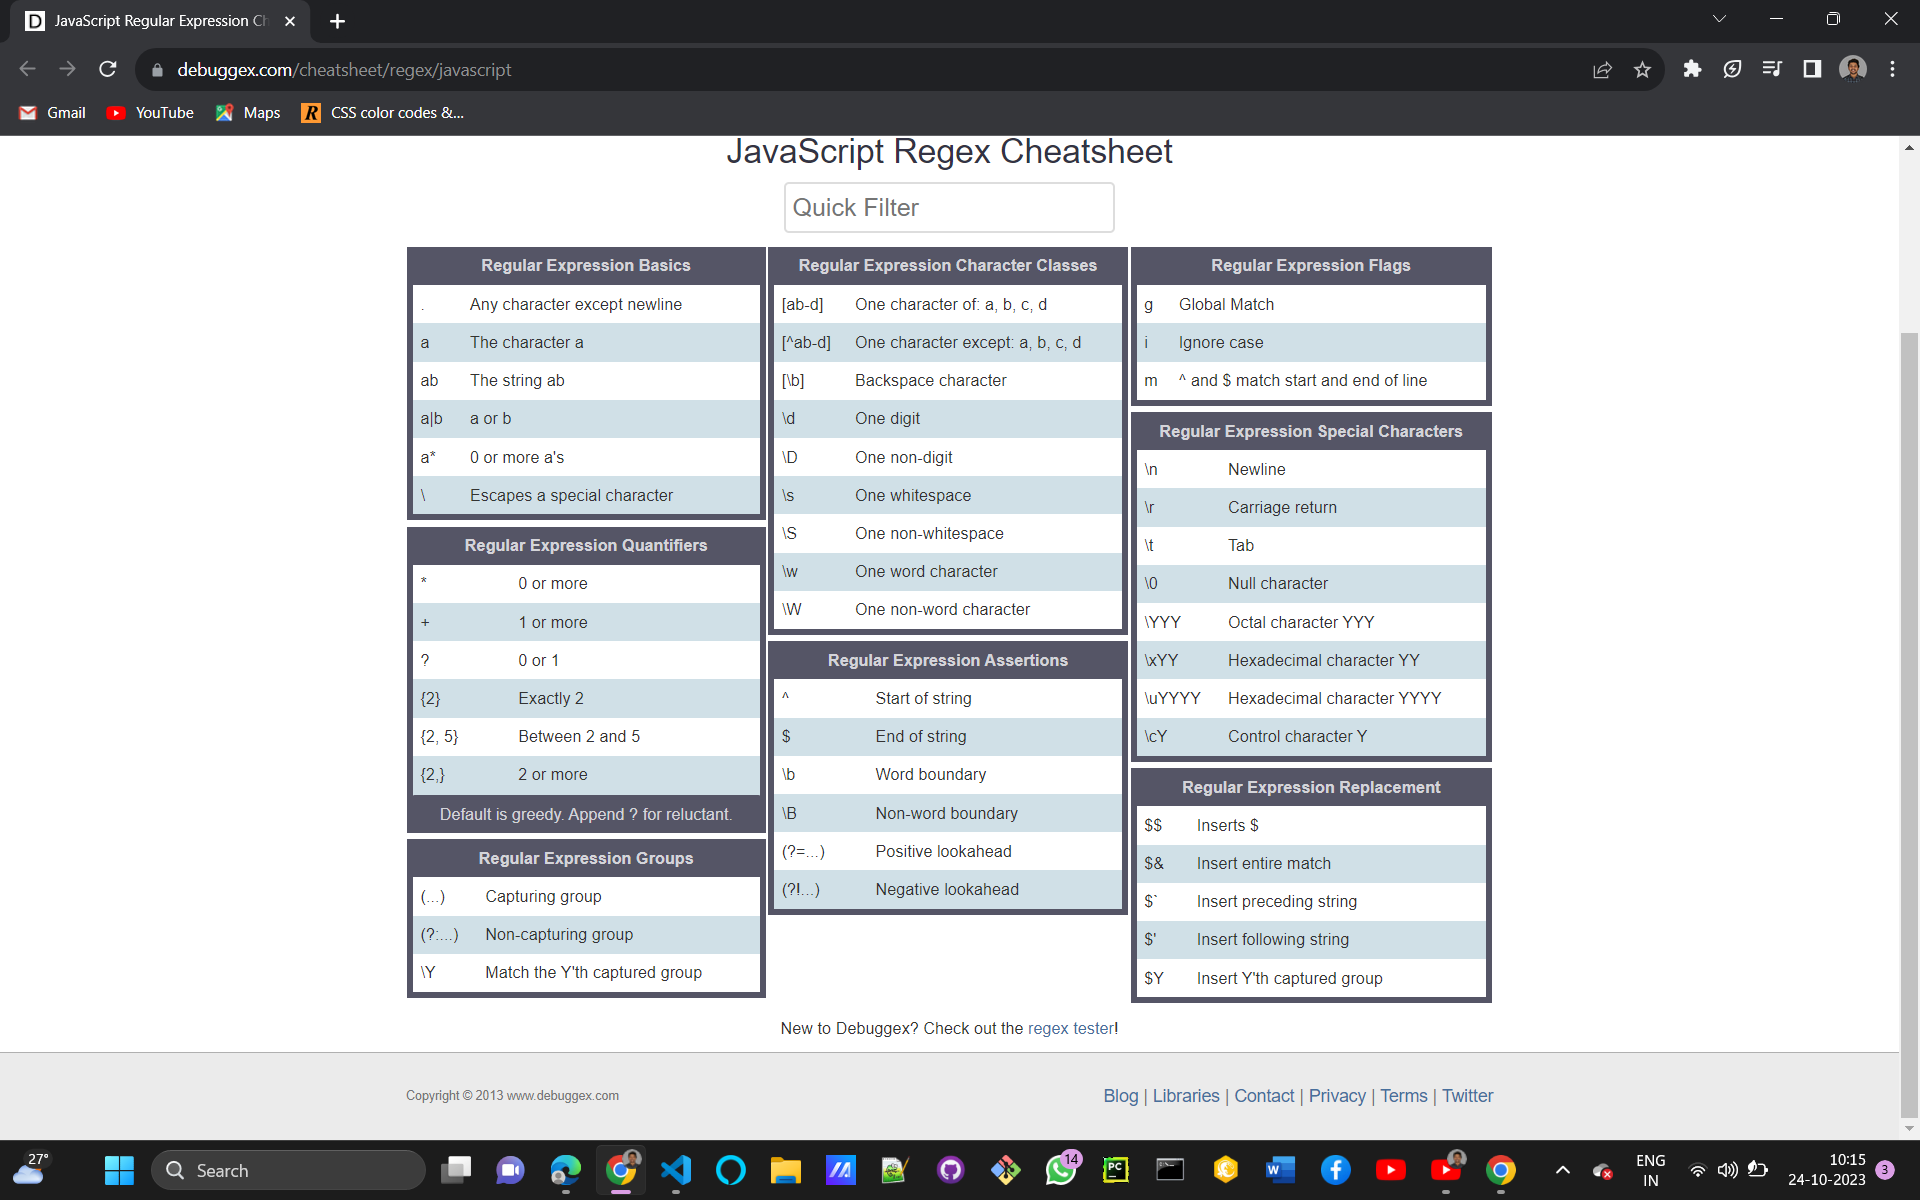 JavaScript Regular Expression Ch
debuggex.com/cheatsheet/regex/javascript
Gmail YouTube Maps CSS color codes &...
JavaScript Regex Cheatsheet
Quick Filter
Regular Expression Basics
. Any character except newline
a The character a
ab The string ab
a|b a or b
a* 0 or more a's
\ Escapes a special character
Regular Expression Quantifiers
* 0 or more
+ 1 or more
? 0 or 1
{2} Exactly 2
{2, 5} Between 2 and 5
{2,} 2 or more
Default is greedy. Append ? for reluctant.
Regular Expression Groups
(...) Capturing group
(?:...) Non-capturing group
\Y Match the Y'th captured group
Regular Expression Character Classes
[ab-d] One character of: a, b, c, d
[^ab-d] One character except: a, b, c, d
[\b] Backspace character
\d One digit
\D One non-digit
\s One whitespace
\S One non-whitespace
\w One word character
\W One non-word character
Regular Expression Assertions
^ Start of string
$ End of string
\b Word boundary
\B Non-word boundary
(?=...) Positive lookahead
(?!...) Negative lookahead
Regular Expression Flags
g Global Match
i Ignore case
m ^ and $ match start and end of line
Regular Expression Special Characters
\n Newline
\r Carriage return
\t Tab
\0 Null character
\YYY Octal character YYY
\xYY Hexadecimal character YY
\uYYYY Hexadecimal character YYYY
\cY Control character Y
Regular Expression Replacement
$$ Inserts $
$& Insert entire match
$` Insert preceding string
$' Insert following string
$Y Insert Y'th captured group
New to Debuggex? Check out the regex tester!
Copyright © 2013 www.debuggex.com
Blog | Libraries | Contact | Privacy | Terms | Twitter
27°
Search
14
ENG
IN
10:15
24-10-2023
3